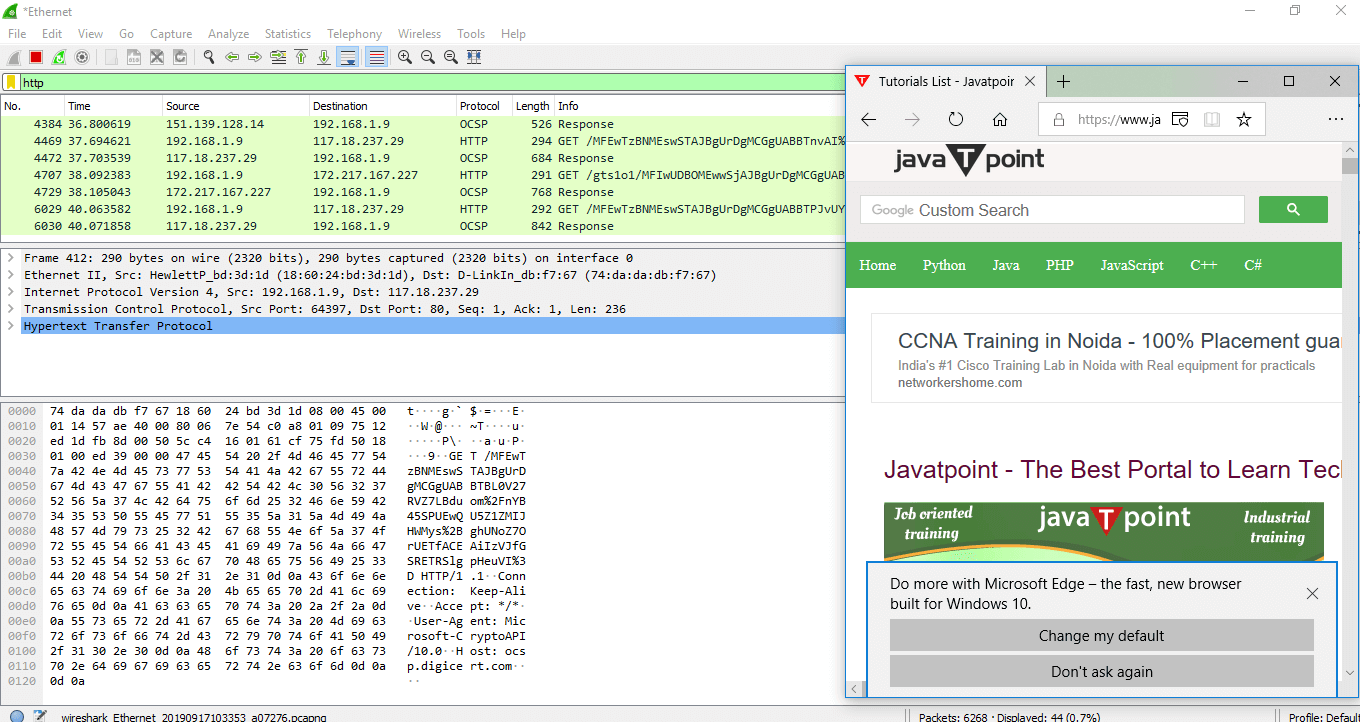 *Ethernet
File Edit View Go Capture Analyze Statistics Telephony Wireless Tools Help
http
No. Time Source Destination Protocol Length Info
4384 36.800619 151.139.128.14 192.168.1.9 OCSP 526 Response
4469 37.694621 192.168.1.9 117.18.237.29 HTTP 294 GET /MFEwTzBNMEswSTAJBgUrDgMCGgUABBTnvAI%
4472 37.703539 117.18.237.29 192.168.1.9 OCSP 684 Response
4707 38.092383 192.168.1.9 172.217.167.227 HTTP 291 GET /gts1o1/MFIwUDBOMEwwSjAJBgUrDgMCGgUAB
4729 38.105043 172.217.167.227 192.168.1.9 OCSP 768 Response
6029 40.063582 192.168.1.9 117.18.237.29 HTTP 292 GET /MFEwTzBNMEswSTAJBgUrDgMCGgUABBTPJvUY
6030 40.071858 117.18.237.29 192.168.1.9 OCSP 842 Response
Frame 412: 290 bytes on wire (2320 bits), 290 bytes captured (2320 bits) on interface 0
Ethernet II, Src: HewlettP_bd:3d:1d (18:60:24:bd:3d:1d), Dst: D-LinkIn_db:f7:67 (74:da:da:db:f7:67)
Internet Protocol Version 4, Src: 192.168.1.9, Dst: 117.18.237.29
Transmission Control Protocol, Src Port: 64397, Dst Port: 80, Seq: 1, Ack: 1, Len: 236
Hypertext Transfer Protocol
0000 74 da da db f7 67 18 60 24 bd 3d 1d 08 00 45 00 t····g·` $·=···E·
0010 01 14 57 ae 40 00 80 06 7e 54 c0 a8 01 09 75 12 ··W·@··· ~T····u·
0020 ed 1d fb 8d 00 50 5c c4 16 01 61 cf 75 fd 50 18 ·····P\· ··a·u·P·
0030 01 00 ed 39 00 00 47 45 54 20 2f 4d 46 45 77 54 ···9··GE T /MFEwT
0040 7a 42 4e 4d 45 73 77 53 54 41 4a 42 67 55 72 44 zBNMEswS TAJBgUrD
0050 67 4d 43 47 67 55 41 42 42 54 42 4c 30 56 32 37 gMCGgUAB BTBL0V27
0060 52 56 5a 37 4c 42 64 75 6f 6d 25 32 46 6e 59 42 RVZ7LBdu om%2FnYB
0070 34 35 53 50 55 45 77 51 55 35 5a 31 5a 4d 49 4a 45SPUEwQ U5Z1ZMIJ
0080 48 57 4d 79 73 25 32 42 67 68 55 4e 6f 5a 37 4f HWMys%2B ghUNoZ7O
0090 72 55 45 54 66 41 43 45 41 69 49 7a 56 4a 66 47 rUETfACE AiIzVJfG
00a0 53 52 45 54 52 53 6c 67 70 48 65 75 56 49 25 33 SRETRSlg pHeuVI%3
00b0 44 20 48 54 54 50 2f 31 2e 31 0d 0a 43 6f 6e 6e D HTTP/1 .1··Conn
00c0 65 63 74 69 6f 6e 3a 20 4b 65 65 70 2d 41 6c 69 ection: Keep-Ali
00d0 76 65 0d 0a 41 63 63 65 70 74 3a 20 2a 2f 2a 0d ve··Acce pt: */*·
00e0 0a 55 73 65 72 2d 41 67 65 6e 74 3a 20 4d 69 63 ·User-Ag ent: Mic
00f0 72 6f 73 6f 66 74 2d 43 72 79 70 74 6f 41 50 49 rosoft-C ryptoAPI
0100 2f 31 30 2e 30 0d 0a 48 6f 73 74 3a 20 6f 63 73 /10.0··H ost: ocs
0110 70 2e 64 69 67 69 63 65 72 74 2e 63 6f 6d 0d 0a p.digice rt.com··
0120 0d 0a ··
wireshark_Ethernet_20190917103353_a07276.pcapng
Packets: 6268 · Displayed: 44 (0.7%)
Profile: Default
Tutorials List - Javatpoir
https://www.ja
java T point
Google Custom Search
Home Python Java PHP JavaScript C++ C#
CCNA Training in Noida - 100% Placement gua
India's #1 Cisco Training Lab in Noida with Real equipment for practicals
networkershome.com
Javatpoint - The Best Portal to Learn Tec
Job oriented training
java T point
Industrial training
Do more with Microsoft Edge – the fast, new browser
built for Windows 10.
Change my default
Don't ask again